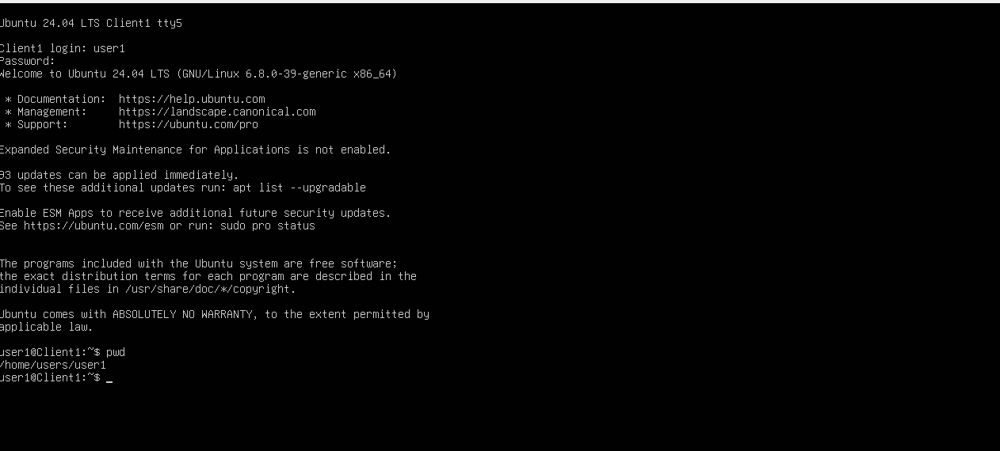 Ubuntu 24.04 LTS Client1 tty5
Client1 login: user1
Password:
Welcome to Ubuntu 24.04 LTS (GNU/Linux 6.8.0-39-generic x86_64)
* Documentation: https://help.ubuntu.com
* Management: https://landscape.canonical.com
* Support: https://ubuntu.com/pro
Expanded Security Maintenance for Applications is not enabled.
93 updates can be applied immediately.
To see these additional updates run: apt list --upgradable
Enable ESM Apps to receive additional future security updates.
See https://ubuntu.com/esm or run: sudo pro status
The programs included with the Ubuntu system are free software;
the exact distribution terms for each program are described in the
individual files in /usr/share/doc/*/copyright.
Ubuntu comes with ABSOLUTELY NO WARRANTY, to the extent permitted by
applicable law.
user1@Client1:~$ pwd
/home/users/user1
user1@Client1:~$ _